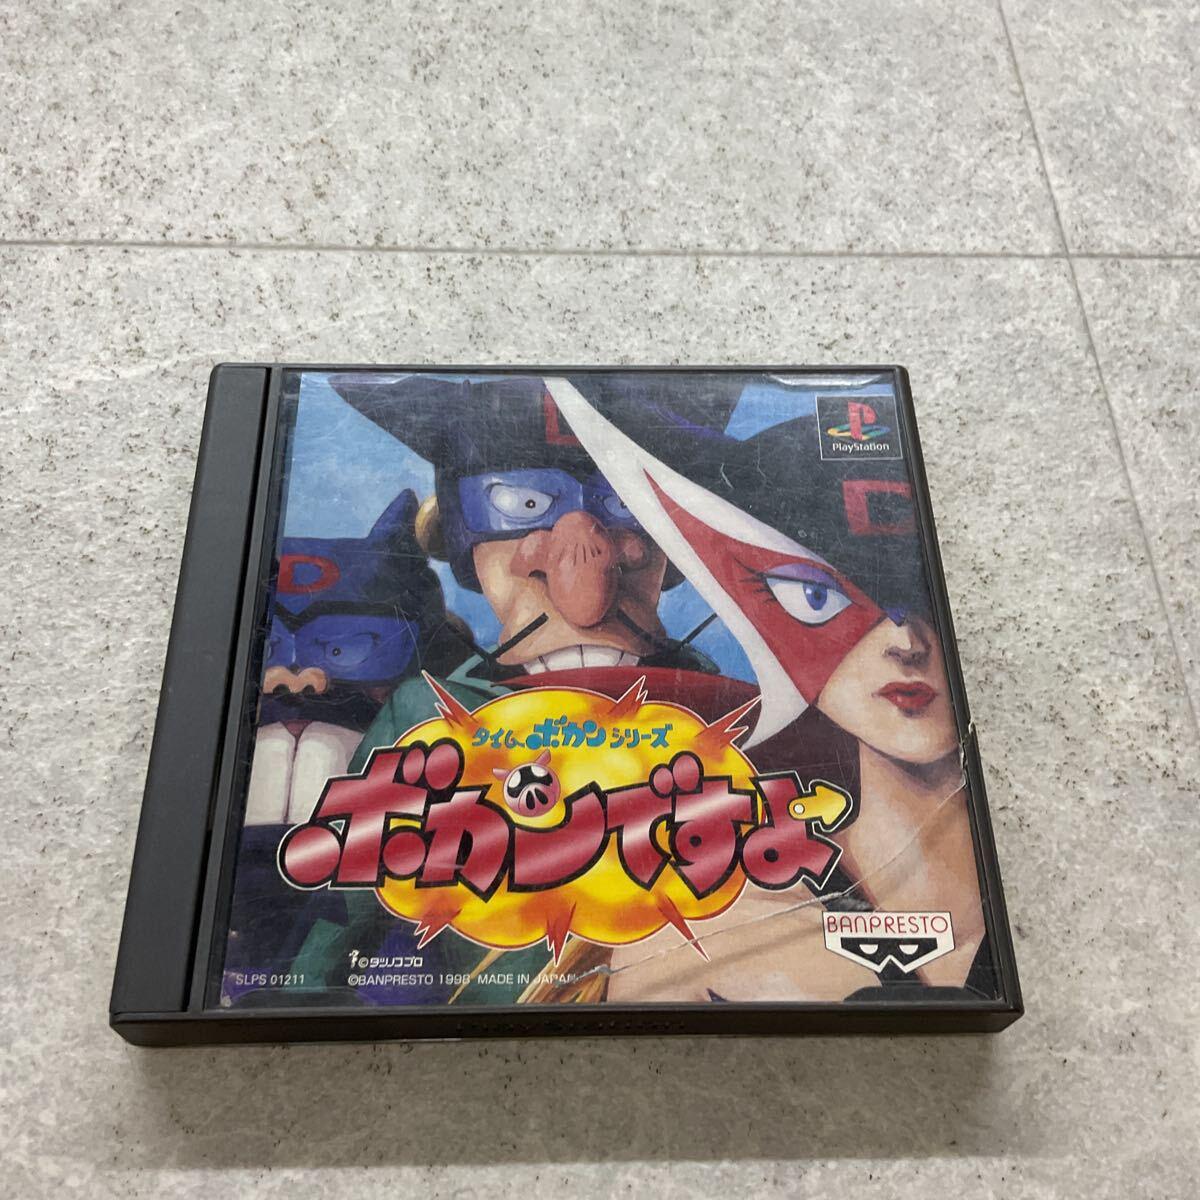 PlayStation
D
タイムボカンシリーズ
ボカンですよ
BANPRESTO
©タツノコプロ
SLPS 01211
©BANPRESTO 1998 MADE IN JAPAN